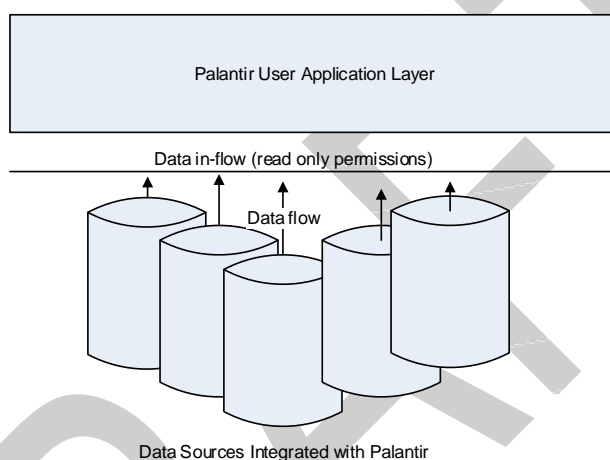 Palantir User Application Layer
Data in-flow (read only permissions)
Data flow
Data Sources Integrated with Palantir